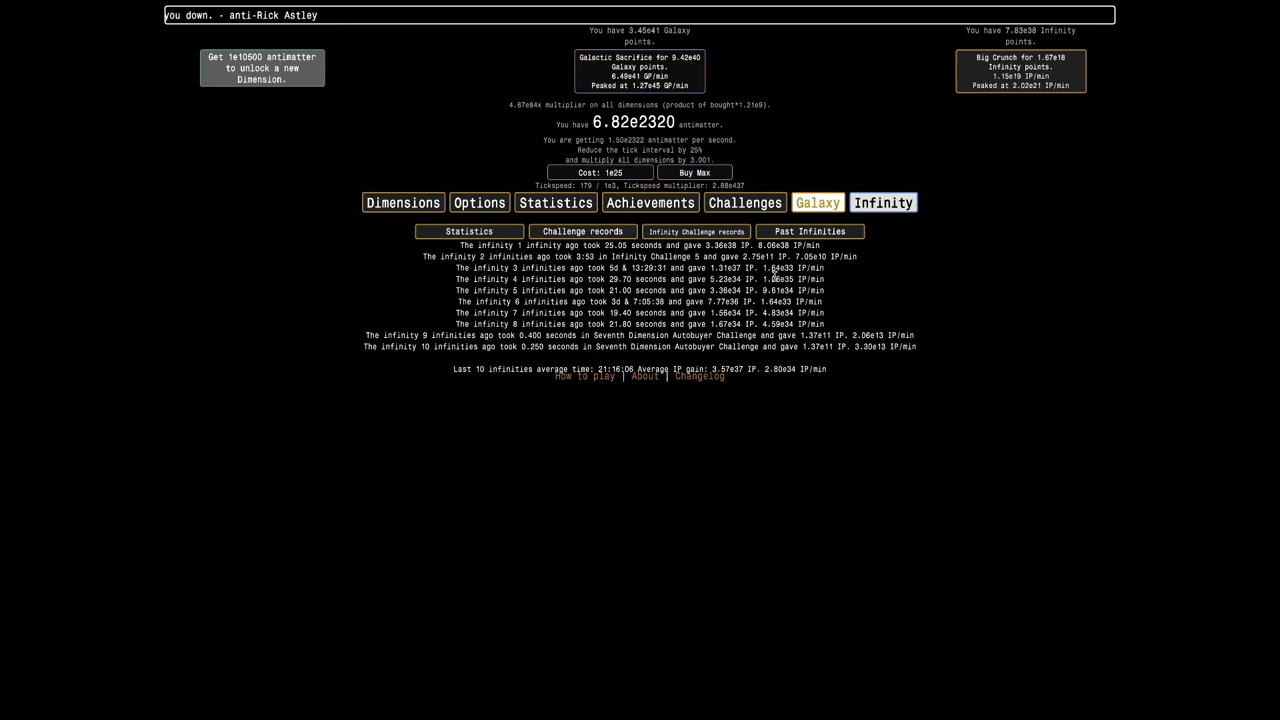 you down. - anti-Rick Astley
You have 3.45e41 Galaxy
points.
You have 7.83e38 Infinity
points.
Get 1e10500 antimatter
to unlock a new
Dimension.
Galactic Sacrifice for 9.42e40
Galaxy points.
6.49e41 GP/min
Peaked at 1.27e45 GP/min
Big Crunch for 1.67e18
Infinity points.
1.15e19 IP/min
Peaked at 2.02e21 IP/min
4.67e84x multiplier on all dimensions (product of bought*1.21e9).
You have 6.82e2320 antimatter.
You are getting 1.50e2322 antimatter per second.
Reduce the tick interval by 25%
and multiply all dimensions by 3.001.
Cost: 1e25
Buy Max
Tickspeed: 179 / 1e3, Tickspeed multiplier: 2.88e437
Dimensions
Options
Statistics
Achievements
Challenges
Galaxy
Infinity
Statistics
Challenge records
Infinity Challenge records
Past Infinities
The infinity 1 infinity ago took 25.05 seconds and gave 3.36e38 IP. 8.06e38 IP/min
The infinity 2 infinities ago took 3:53 in Infinity Challenge 5 and gave 2.75e11 IP. 7.05e10 IP/min
The infinity 3 infinities ago took 5d & 13:29:31 and gave 1.31e37 IP. 1.64e33 IP/min
The infinity 4 infinities ago took 29.70 seconds and gave 5.23e34 IP. 1.06e35 IP/min
The infinity 5 infinities ago took 21.00 seconds and gave 3.36e34 IP. 9.61e34 IP/min
The infinity 6 infinities ago took 3d & 7:05:38 and gave 7.77e36 IP. 1.64e33 IP/min
The infinity 7 infinities ago took 19.40 seconds and gave 1.56e34 IP. 4.83e34 IP/min
The infinity 8 infinities ago took 21.80 seconds and gave 1.67e34 IP. 4.59e34 IP/min
The infinity 9 infinities ago took 0.400 seconds in Seventh Dimension Autobuyer Challenge and gave 1.37e11 IP. 2.06e13 IP/min
The infinity 10 infinities ago took 0.250 seconds in Seventh Dimension Autobuyer Challenge and gave 1.37e11 IP. 3.30e13 IP/min
Last 10 infinities average time: 21:16:06 Average IP gain: 3.57e37 IP. 2.80e34 IP/min
How to play | About | Changelog